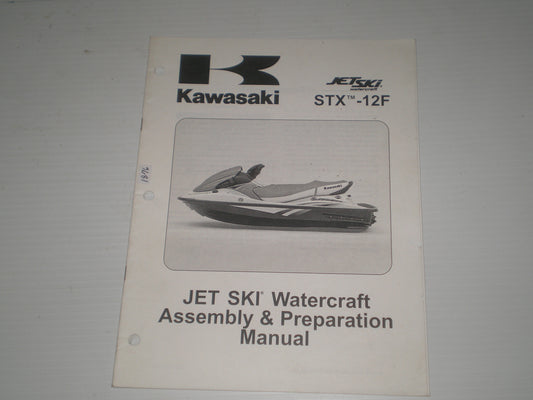 Kawasaki
JET SKI
watercraft
STX™-12F
Kawasaki
JET SKI® Watercraft
Assembly & Preparation
Manual